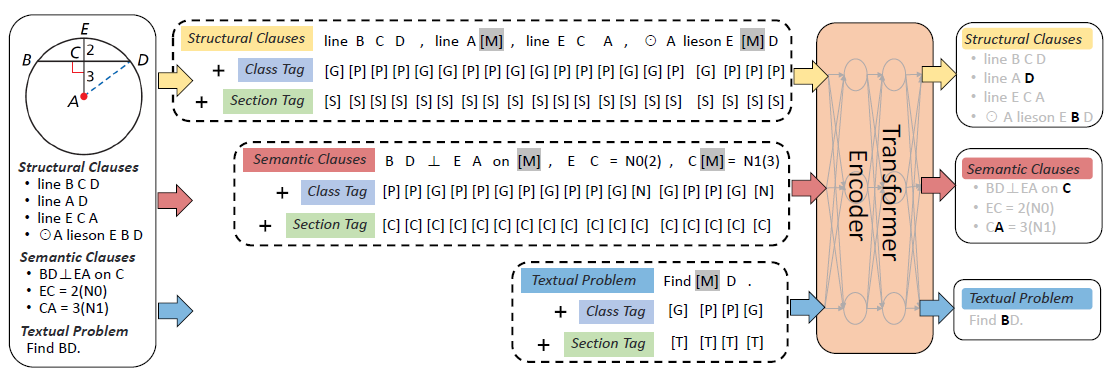 E
C 2
B D
3
A
Structural Clauses
• line B C D
• line A D
• line E C A
• ⊙A lieson E B D
Semantic Clauses
• BD⊥EA on C
• EC = 2(N0)
• CA = 3(N1)
Textual Problem
Find BD.
Structural Clauses line B C D , line A [M] , line E C A , ⊙ A lieson E [M] D
+ Class Tag [G] [P] [P] [P] [G] [G] [P] [P] [G] [G] [P] [P] [P] [G] [G] [P] [G] [P] [P] [P]
+ Section Tag [S] [S] [S] [S] [S] [S] [S] [S] [S] [S] [S] [S] [S] [S] [S] [S] [S] [S]
Semantic Clauses B D ⊥ E A on [M] , E C = N0(2) , C [M] = N1(3)
+ Class Tag [P] [P] [G] [P] [P] [G] [P] [G] [P] [P] [G] [N] [G] [P] [P] [G] [N]
+ Section Tag [C] [C] [C] [C] [C] [C] [C] [C] [C] [C] [C] [C] [C] [C] [C] [C] [C]
Textual Problem Find [M] D .
+ Class Tag [G] [P] [P] [G]
+ Section Tag [T] [T] [T] [T]
Transformer
Encoder
Structural Clauses
• line B C D
• line A D
• line E C A
• ⊙ A lieson E B D
Semantic Clauses
• BD⊥EA on C
• EC = 2(N0)
• CA = 3(N1)
Textual Problem
Find BD.